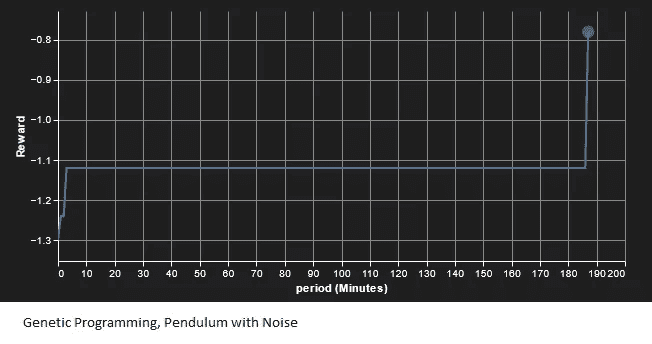 −0.8
−0.9
−1.0
−1.1
−1.2
−1.3
Reward
0 10 20 30 40 50 60 70 80 90 100 110 120 130 140 150 160 170 180 190 200
period (Minutes)
Genetic Programming, Pendulum with Noise